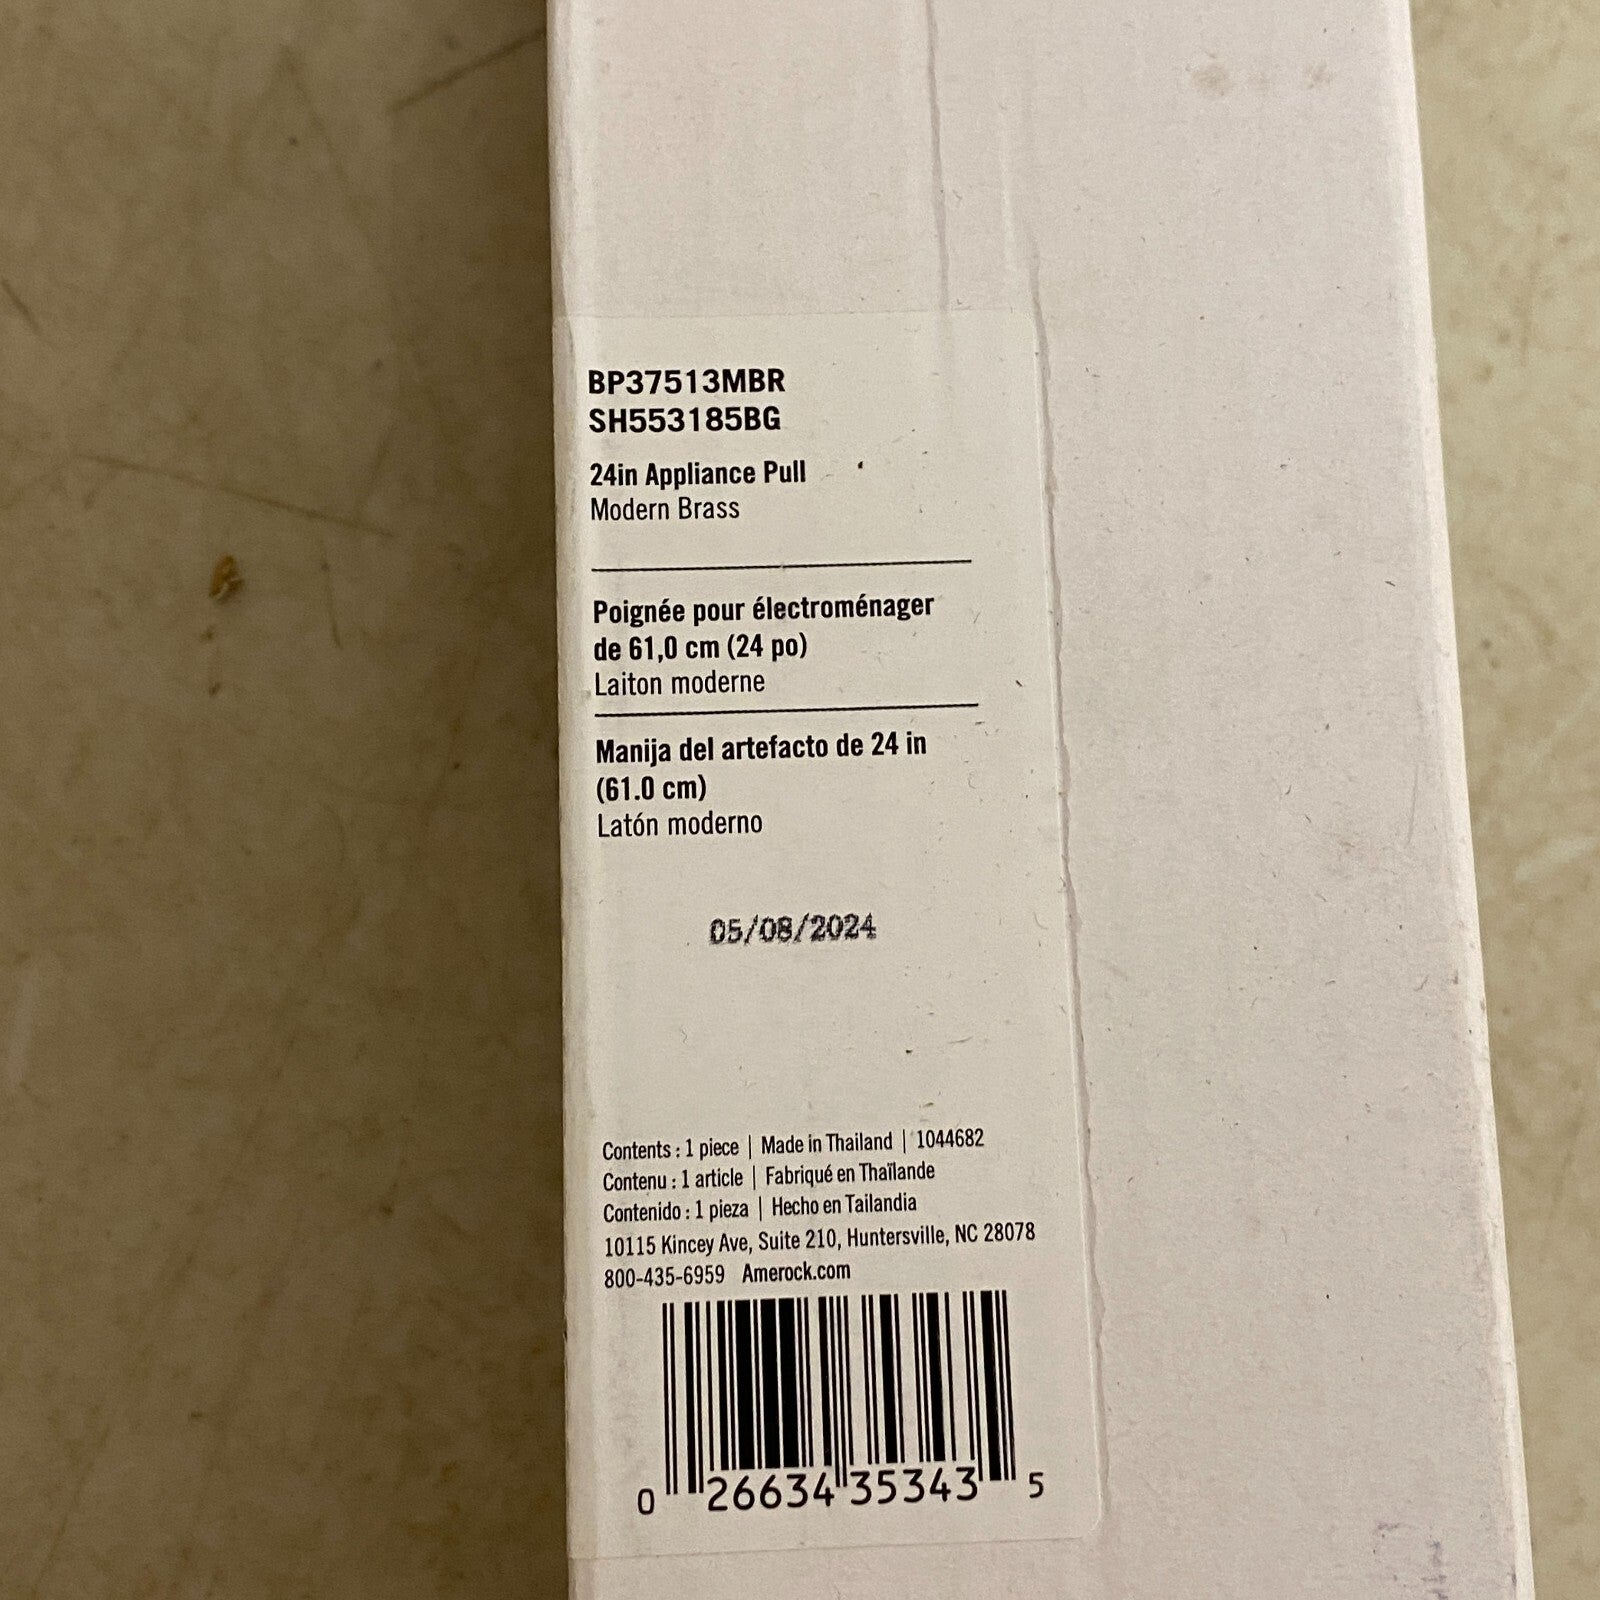 BP37513MBR
SH553185BG
24in Appliance Pull
Modern Brass
Poignée pour électroménager
de 61,0 cm (24 po)
Laiton moderne
Manija del artefacto de 24 in
(61.0 cm)
Latón moderno
05/08/2024
Contents : 1 piece | Made in Thailand | 1044682
Contenu : 1 article | Fabriqué en Thaïlande
Contenido : 1 pieza | Hecho en Tailandia
10115 Kincey Ave, Suite 210, Huntersville, NC 28078
800-435-6959 Amerock.com
0 26634 35343 5